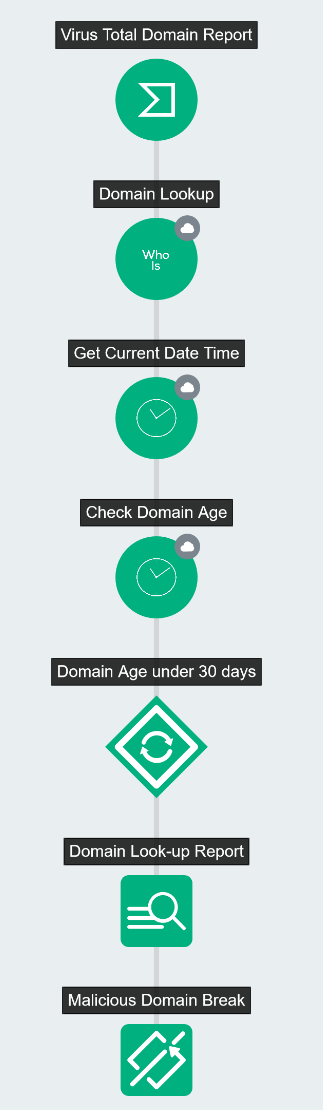 Virus Total Domain Report
Domain Lookup
Who
Is
Get Current Date Time
Check Domain Age
Domain Age under 30 days
Domain Look-up Report
Malicious Domain Break